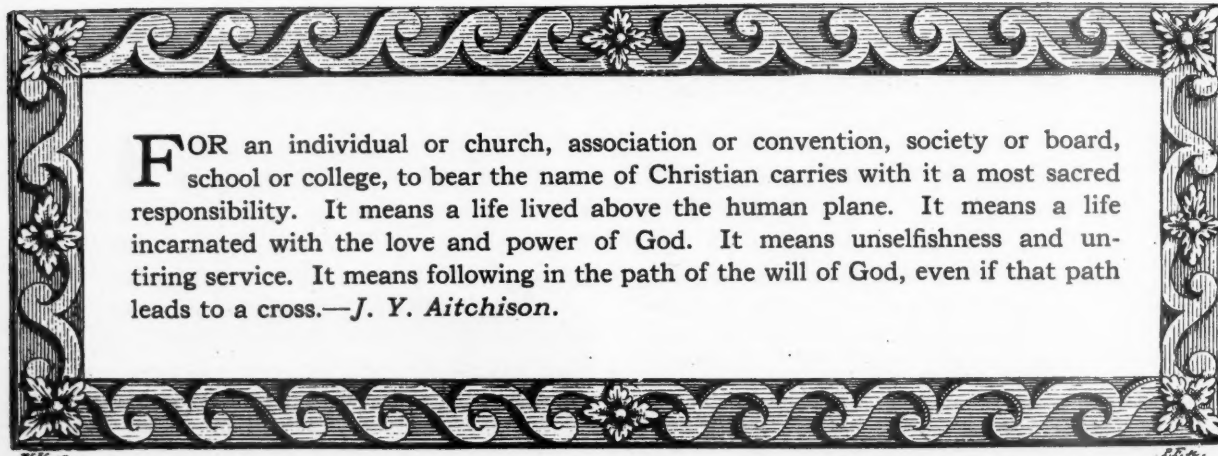 FOR an individual or church, association or convention, society or board,
school or college, to bear the name of Christian carries with it a most sacred
responsibility. It means a life lived above the human plane. It means a life
incarnated with the love and power of God. It means unselfishness and un-
tiring service. It means following in the path of the will of God, even if that path
leads to a cross.—J. Y. Aitchison.